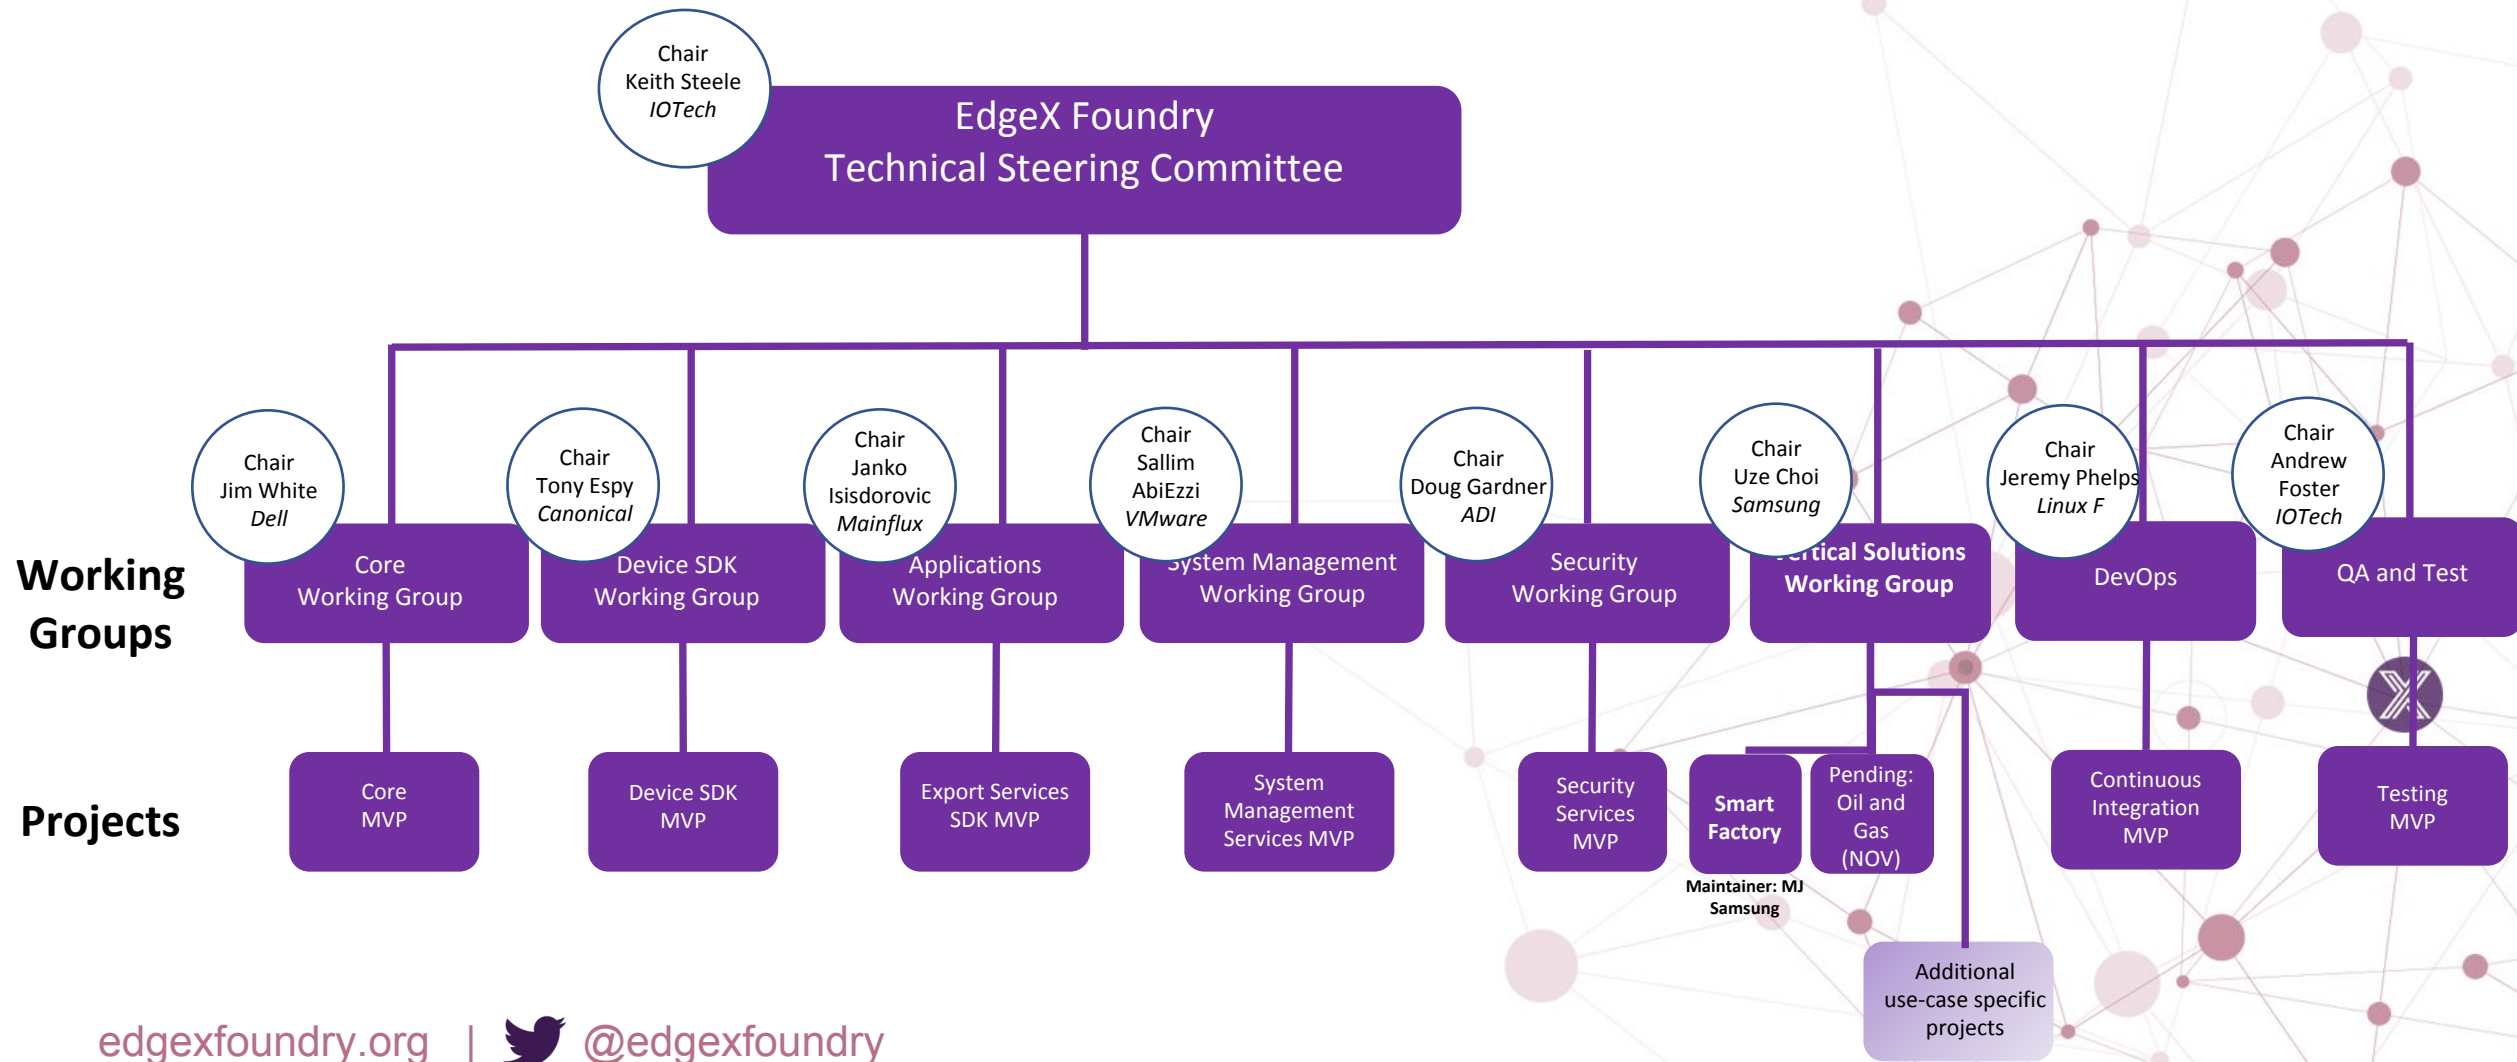 Chair
Keith Steele
IOTech
EdgeX Foundry
Technical Steering Committee
Working
Groups
Chair
Jim White
Dell
Core
Working Group
Chair
Tony Espy
Canonical
Device SDK
Working Group
Chair
Janko
Isisdorovic
Mainflux
Applications
Working Group
Chair
Sallim
AbiEzzi
VMware
System Management
Working Group
Chair
Doug Gardner
ADI
Security
Working Group
Chair
Uze Choi
Samsung
Vertical Solutions
Working Group
Chair
Jeremy Phelps
Linux F
DevOps
Chair
Andrew
Foster
IOTech
QA and Test
Projects
Core
MVP
Device SDK
MVP
Export Services
SDK MVP
System
Management
Services MVP
Security
Services
MVP
Smart
Factory
Maintainer: MJ
Samsung
Pending:
Oil and
Gas
(NOV)
Additional
use-case specific
projects
Continuous
Integration
MVP
Testing
MVP
edgexfoundry.org | @edgexfoundry